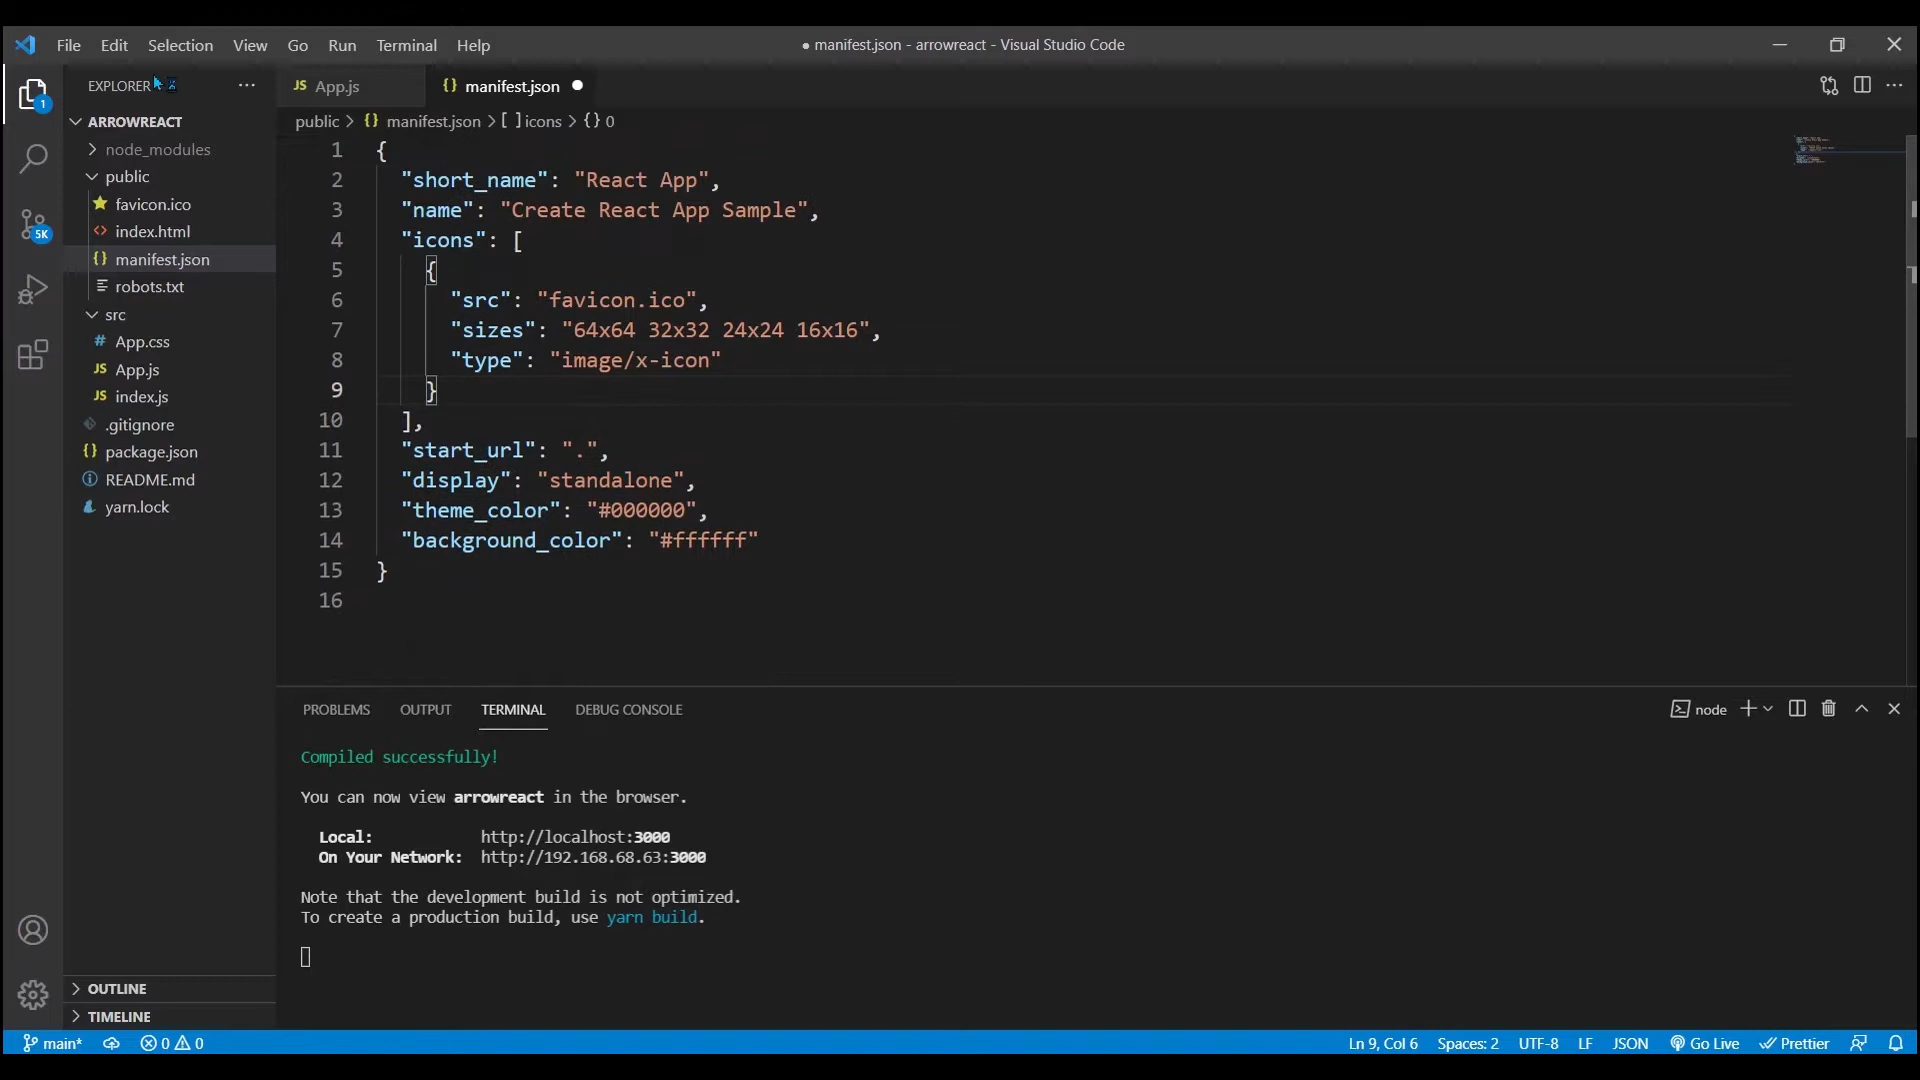 File Edit Selection View Go Run Terminal Help
● manifest.json - arrowreact - Visual Studio Code
EXPLORER
1
ARROWREACT
node_modules
public
favicon.ico
index.html
5K
{} manifest.json
robots.txt
src
# App.css
JS App.js
JS index.js
.gitignore
{} package.json
README.md
yarn.lock
OUTLINE
TIMELINE
JS App.js
{} manifest.json ●
public > {} manifest.json > [ ] icons > {} 0
1 {
2 "short_name": "React App",
3 "name": "Create React App Sample",
4 "icons": [
5 {
6 "src": "favicon.ico",
7 "sizes": "64x64 32x32 24x24 16x16",
8 "type": "image/x-icon"
9 }
10 ],
11 "start_url": ".",
12 "display": "standalone",
13 "theme_color": "#000000",
14 "background_color": "#ffffff"
15 }
16
PROBLEMS OUTPUT TERMINAL DEBUG CONSOLE
node
Compiled successfully!
You can now view arrowreact in the browser.
Local: http://localhost:3000
On Your Network: http://192.168.68.63:3000
Note that the development build is not optimized.
To create a production build, use yarn build.
main* 0 0
Ln 9, Col 6 Spaces: 2 UTF-8 LF JSON Go Live Prettier